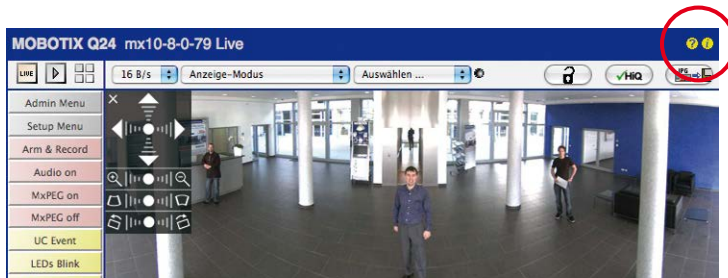 MOBOTIX Q24 mx10-8-0-79 Live
? i
LIVE
16 B/s
Anzeige-Modus
Auswählen ...
HiQ
JPG
Admin Menu
Setup Menu
Arm & Record
Audio on
MxPEG on
MxPEG off
UC Event
LEDs Blink